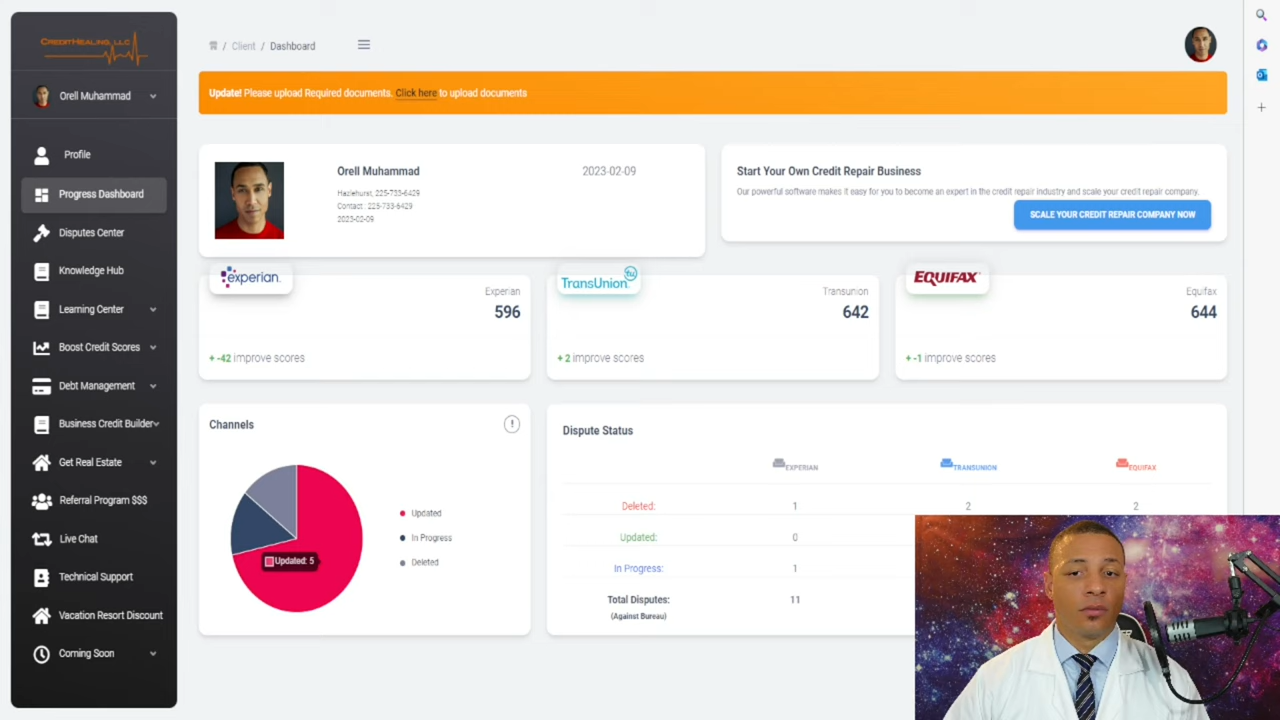 CREDITHEALING, LLC
Orell Muhammad
Profile
Progress Dashboard
Disputes Center
Knowledge Hub
Learning Center
Boost Credit Scores
Debt Management
Business Credit Builder
Get Real Estate
Referral Program $$$
Live Chat
Technical Support
Vacation Resort Discount
Coming Soon
/ Client / Dashboard
Update! Please upload Required documents. Click here to upload documents
Orell Muhammad
2023-02-09
Hazlehurst, 225-733-6429
Contact : 225-733-6429
2023-02-09
Start Your Own Credit Repair Business
Our powerful software makes it easy for you to become an expert in the credit repair industry and scale your credit repair company.
SCALE YOUR CREDIT REPAIR COMPANY NOW
experian.
Experian
596
+ -42 improve scores
TransUnion
tu
Transunion
642
+ 2 improve scores
EQUIFAX
Equifax
644
+ -1 improve scores
Channels
!
Updated: 5
Updated
In Progress
Deleted
Dispute Status
EXPERIAN TRANSUNION EQUIFAX
Deleted: 1 2 2
Updated: 0
In Progress: 1
Total Disputes: 11
(Against Bureau)